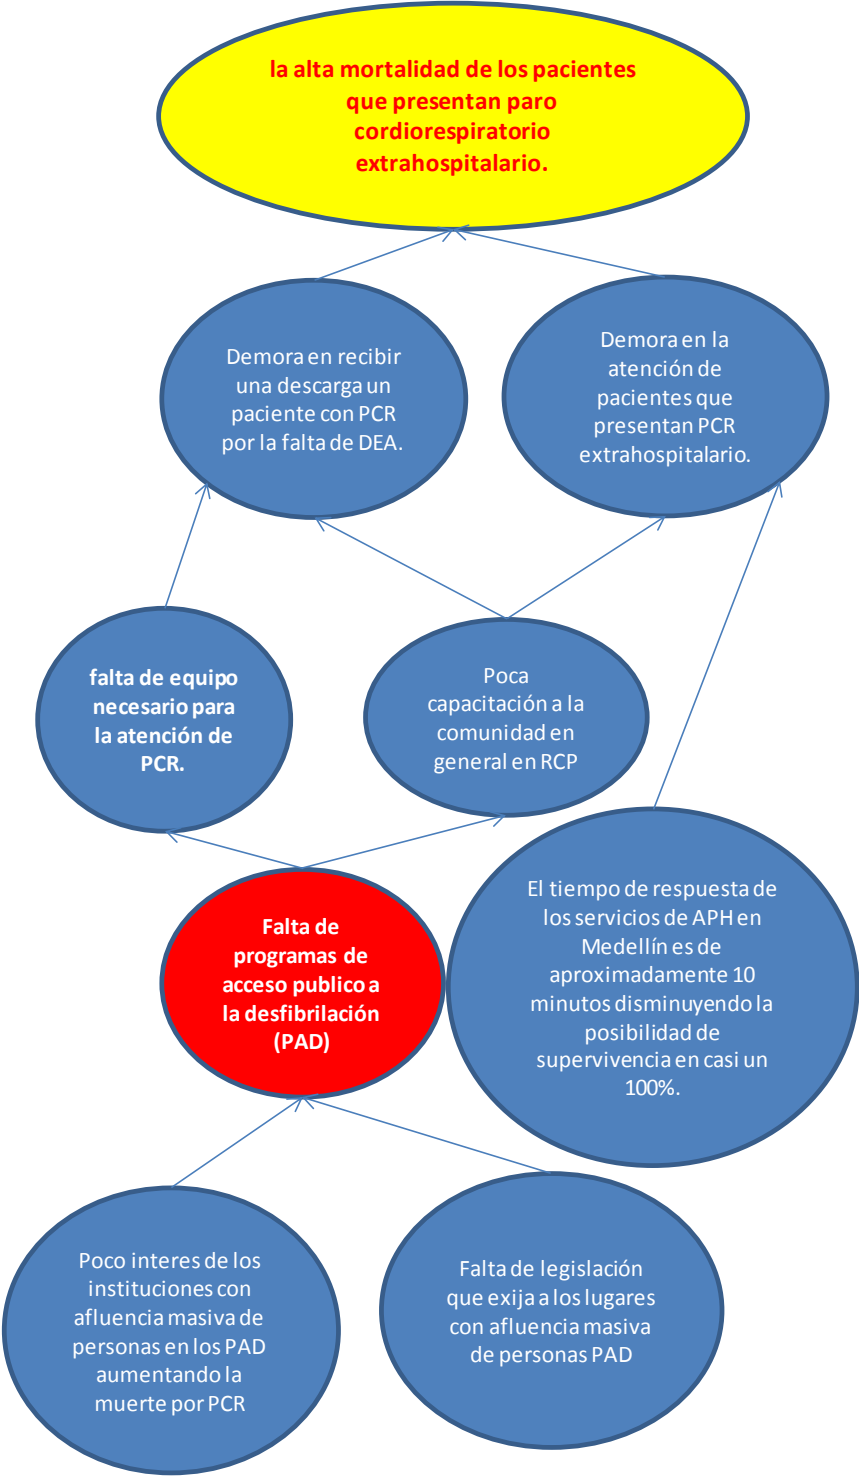 la alta mortalidad de los pacientes
que presentan paro
cordiorespiratorio
extrahospitalario.
Demora en recibir
una descarga un
paciente con PCR
por la falta de DEA.
Demora en la
atención de
pacientes que
presentan PCR
extrahospitalario.
falta de equipo
necesario para
la atención de
PCR.
Poca
capacitación a la
comunidad en
general en RCP
Falta de
programas de
acceso publico a
la desfibrilación
(PAD)
El tiempo de respuesta de
los servicios de APH en
Medellín es de
aproximadamente 10
minutos disminuyendo la
posibilidad de
supervivencia en casi un
100%.
Poco interes de los
instituciones con
afluencia masiva de
personas en los PAD
aumentando la
muerte por PCR
Falta de legislación
que exija a los lugares
con afluencia masiva
de personas PAD